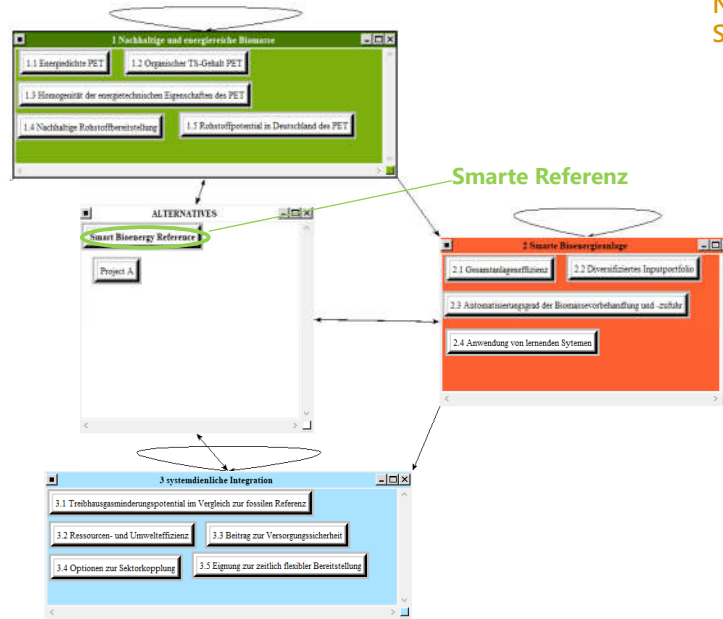 1 Nachhaltige und energiereiche Biomasse
1.1 Energiedichte PET
1.2 Organischer TS-Gehalt PET
1.3 Homogenität der energietechnischen Eigenschaften des PET
1.4 Nachhaltige Rohstoffbereitstellung
1.5 Rohstoffpotential in Deutschland des PET
Smarte Referenz
ALTERNATIVES
Smart Bioenergy Reference
Project A
2 Smarte Bioenergieanlage
2.1 Gesamtanlageneffizienz
2.2 Diversifiziertes Inputportfolio
2.3 Automatisierungsgrad der Biomassevorbehandlung und -zufuhr
2.4 Anwendung von lernenden Sytemen
3 systemdienliche Integration
3.1 Treibhausgasminderungspotential im Vergleich zur fossilen Referenz
3.2 Ressourcen- und Umwelteffizienz
3.3 Beitrag zur Versorgungssicherheit
3.4 Optionen zur Sektorkopplung
3.5 Eignung zur zeitlich flexibler Bereitstellung